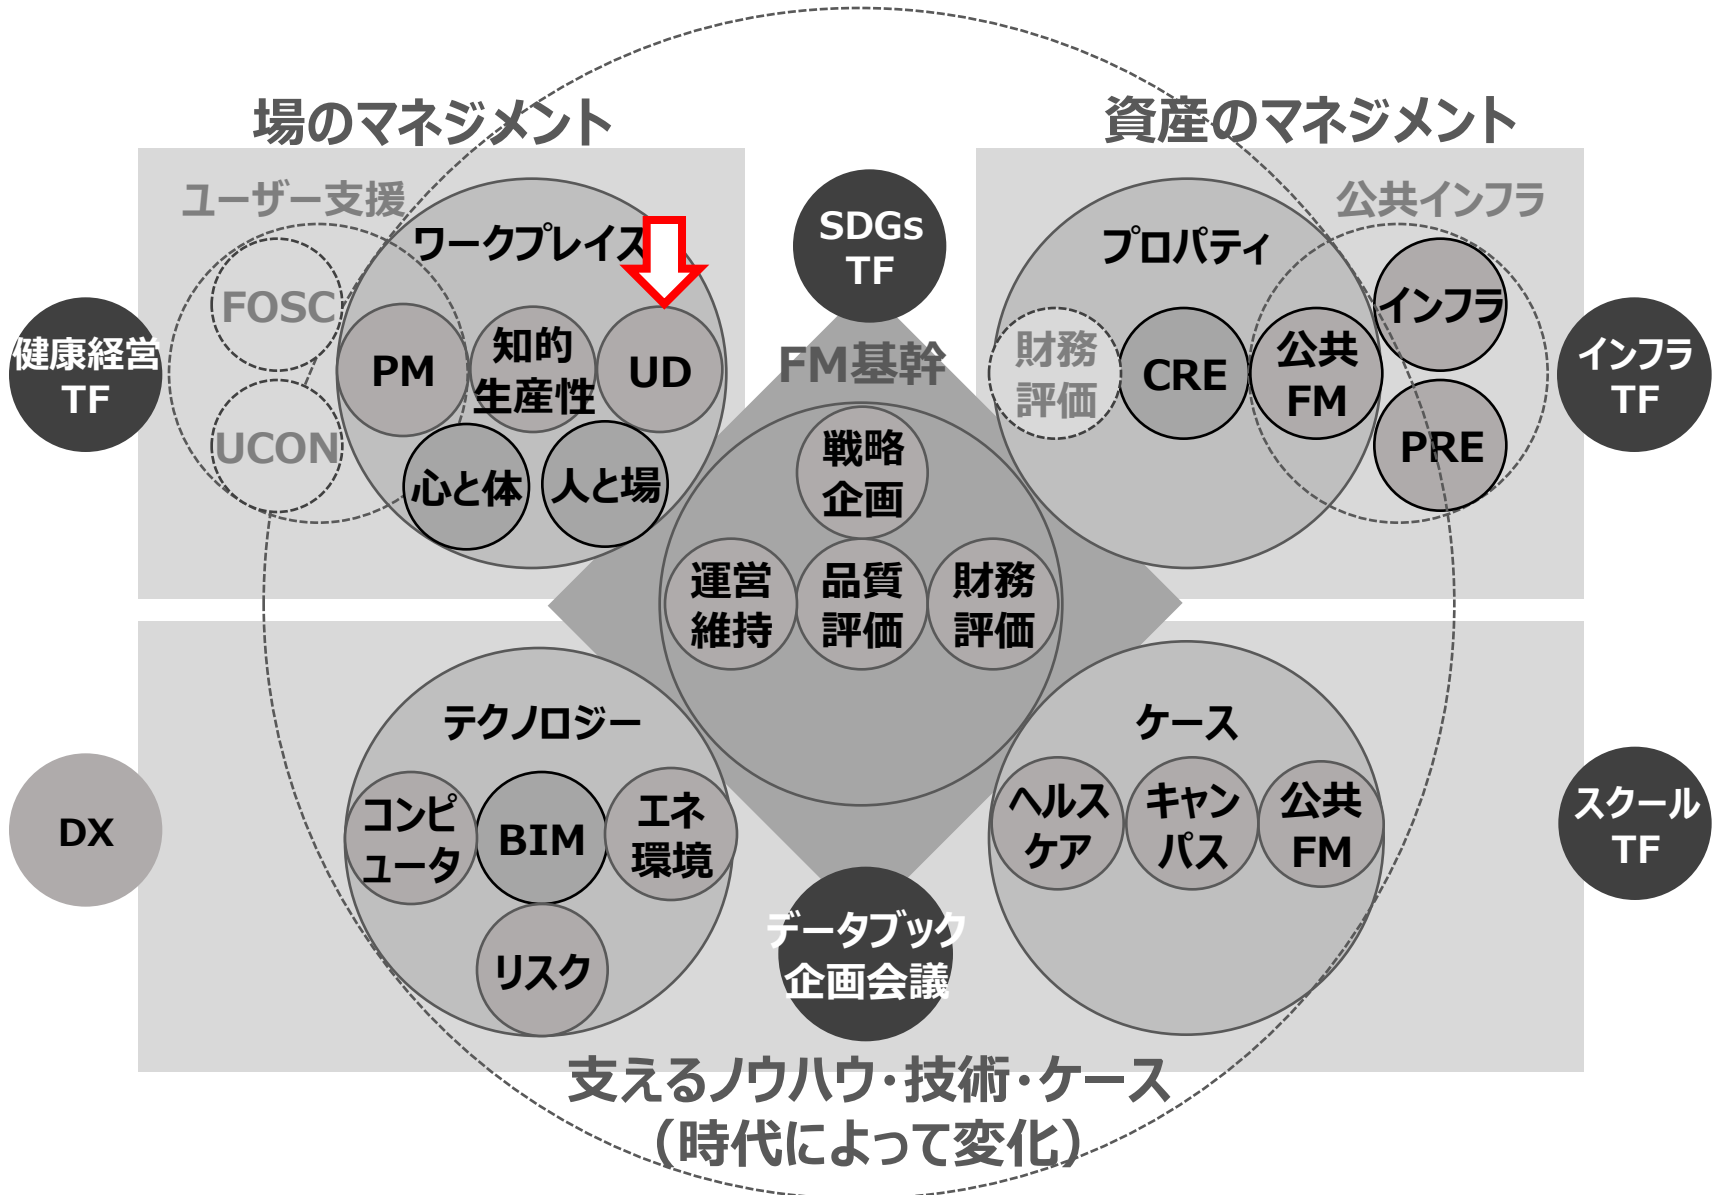 場のマネジメント
資産のマネジメント
ユーザー支援
FOSC
UCON
ワークプレイス
PM
知的
生産性
UD
心と体
人と場
健康経営
TF
SDGs
TF
FM基幹
戦略
企画
運営
維持
品質
評価
財務
評価
プロパティ
財務
評価
CRE
公共
FM
公共インフラ
インフラ
PRE
インフラ
TF
DX
テクノロジー
コンピ
ュータ
BIM
エネ
環境
リスク
データブック
企画会議
ケース
ヘルス
ケア
キャン
パス
公共
FM
スクール
TF
支えるノウハウ・技術・ケース
（時代によって変化）